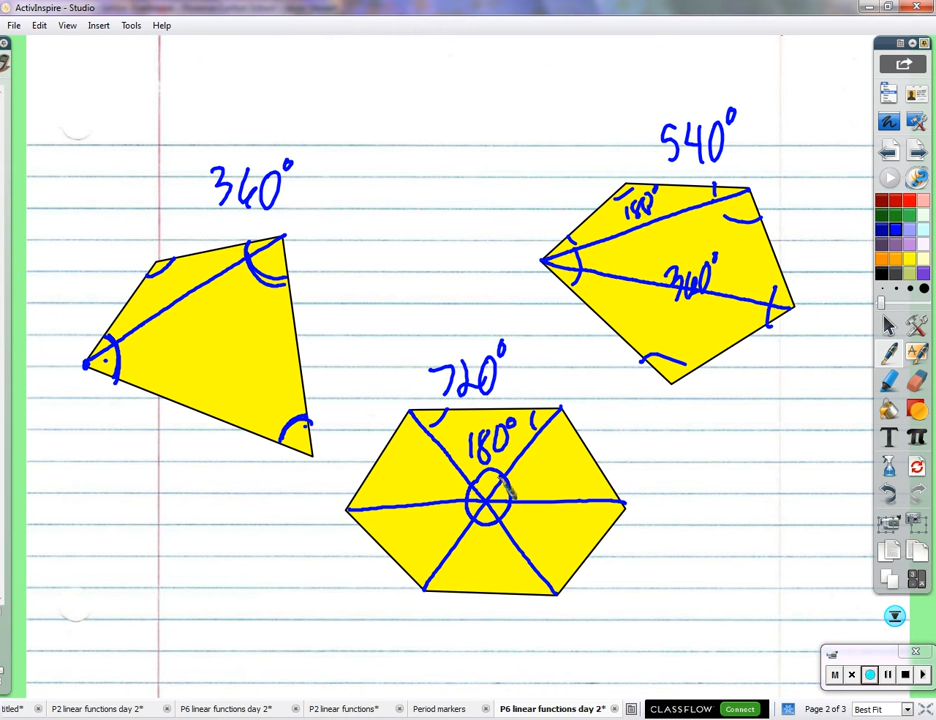 ActivInspire - Studio
File Edit View Insert Tools Help
360°
540°
180°
360°
720°
180°
titled* P2 linear functions day 2* P6 linear functions day 2* P2 linear functions* Period markers P6 linear functions day 2* CLASSFLOW Connect Page 2 of 3 Best Fit